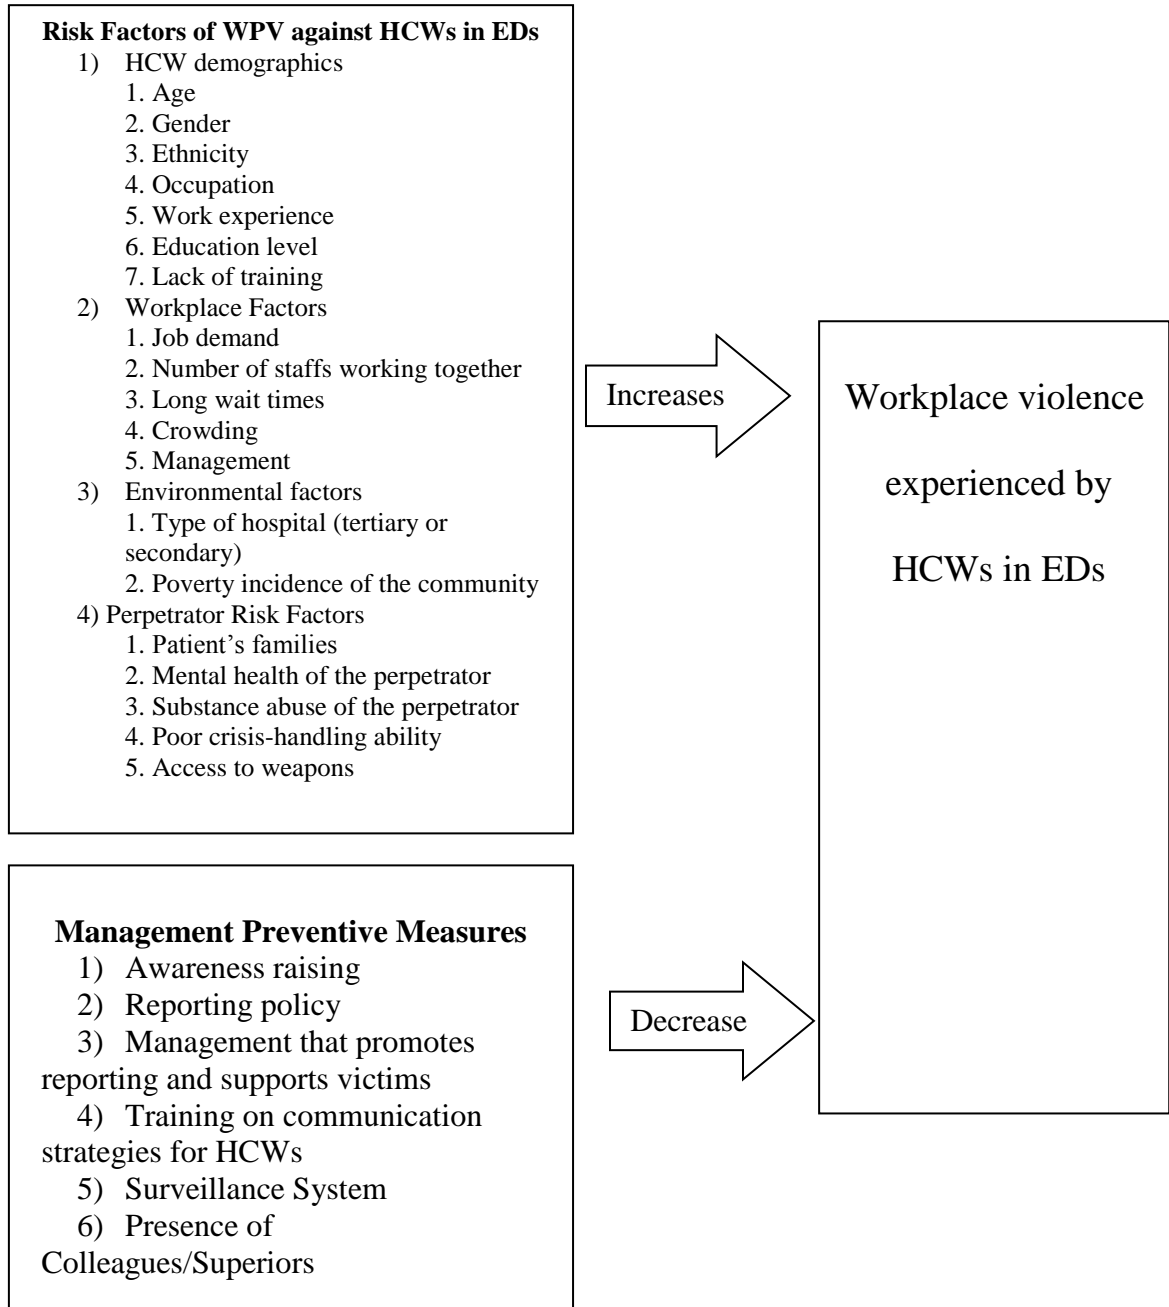 Risk Factors of WPV against HCWs in EDs
1) HCW demographics
1. Age
2. Gender
3. Ethnicity
4. Occupation
5. Work experience
6. Education level
7. Lack of training
2) Workplace Factors
1. Job demand
2. Number of staffs working together
3. Long wait times
4. Crowding
5. Management
3) Environmental factors
1. Type of hospital (tertiary or
secondary)
2. Poverty incidence of the community
4) Perpetrator Risk Factors
1. Patient’s families
2. Mental health of the perpetrator
3. Substance abuse of the perpetrator
4. Poor crisis-handling ability
5. Access to weapons
Increases
Workplace violence
experienced by
HCWs in EDs
Management Preventive Measures
1) Awareness raising
2) Reporting policy
3) Management that promotes
reporting and supports victims
4) Training on communication
strategies for HCWs
5) Surveillance System
6) Presence of
Colleagues/Superiors
Decrease